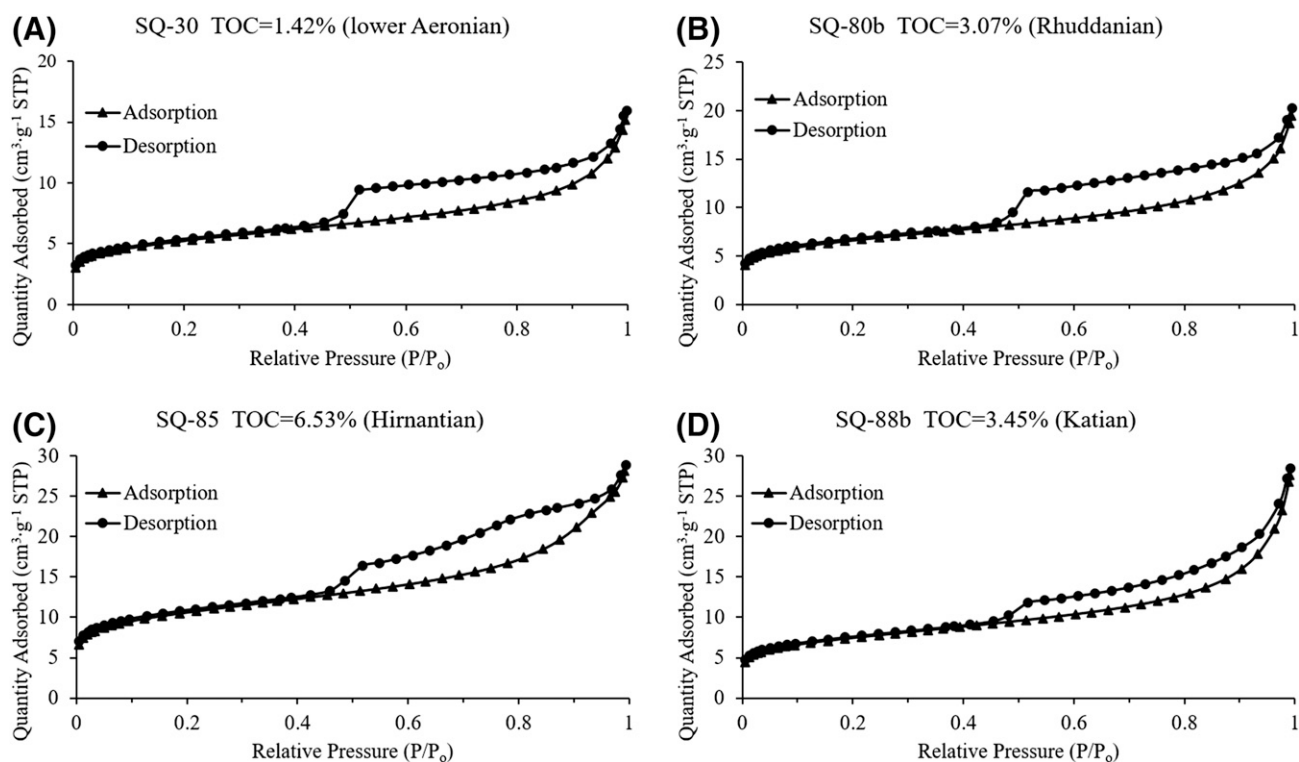 (A)
SQ-30 TOC=1.42% (lower Aeronian)
Quantity Adsorbed (cm³·g⁻¹ STP)
20
15
10
5
0
Adsorption
Desorption
0
0.2
0.4
0.6
0.8
1
Relative Pressure (P/Pₒ)
(B)
SQ-80b TOC=3.07% (Rhuddanian)
Quantity Adsorbed (cm³·g⁻¹ STP)
25
20
15
10
5
0
Adsorption
Desorption
0
0.2
0.4
0.6
0.8
1
Relative Pressure (P/Pₒ)
(C)
SQ-85 TOC=6.53% (Hirnantian)
Quantity Adsorbed (cm³·g⁻¹ STP)
30
25
20
15
10
5
0
Adsorption
Desorption
0
0.2
0.4
0.6
0.8
1
Relative Pressure (P/Pₒ)
(D)
SQ-88b TOC=3.45% (Katian)
Quantity Adsorbed (cm³·g⁻¹ STP)
30
25
20
15
10
5
0
Adsorption
Desorption
0
0.2
0.4
0.6
0.8
1
Relative Pressure (P/Pₒ)